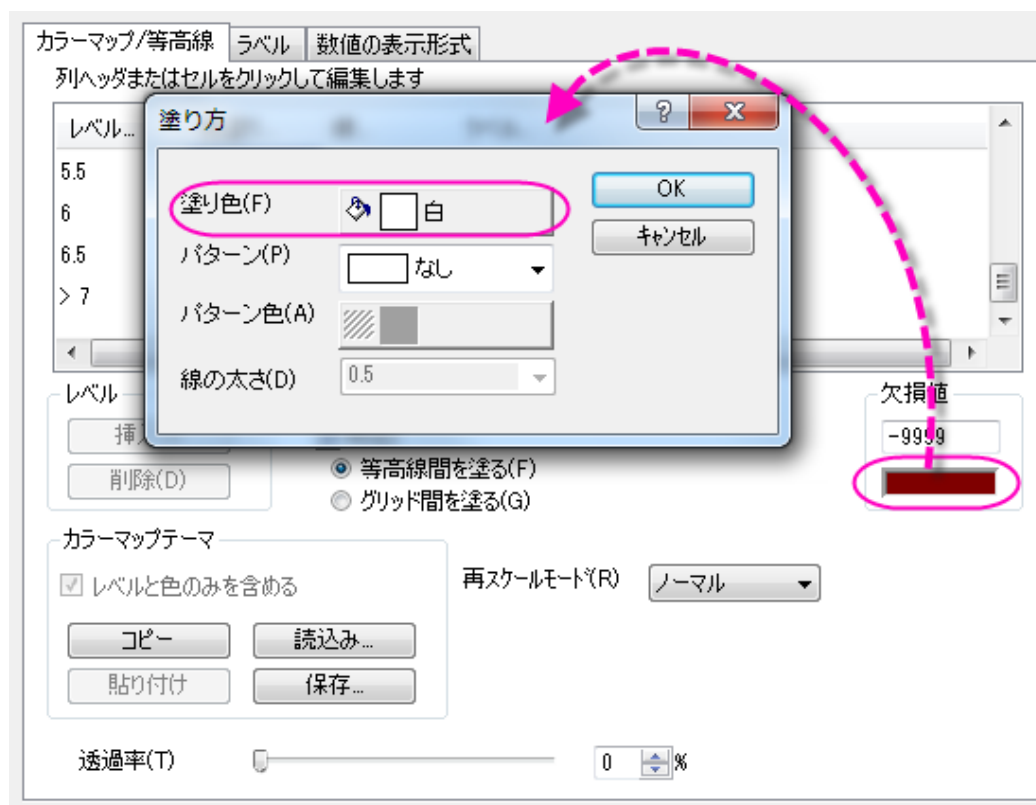 カラーマップ/等高線 ラベル 数値の表示形式
列ヘッダまたはセルをクリックして編集します
レベル...
5.5
6
6.5
> 7
塗り方
塗り色(F) 白
パターン(P) なし
パターン色(A)
線の太さ(D) 0.5
OK
キャンセル
レベル
挿
削除(D)
等高線間を塗る(F)
グリッド間を塗る(G)
欠損値
-9999
カラーマップテーマ
レベルと色のみを含める
コピー 読込み...
貼り付け 保存...
再スケールモード(R) ノーマル
透過率(T) 0 %